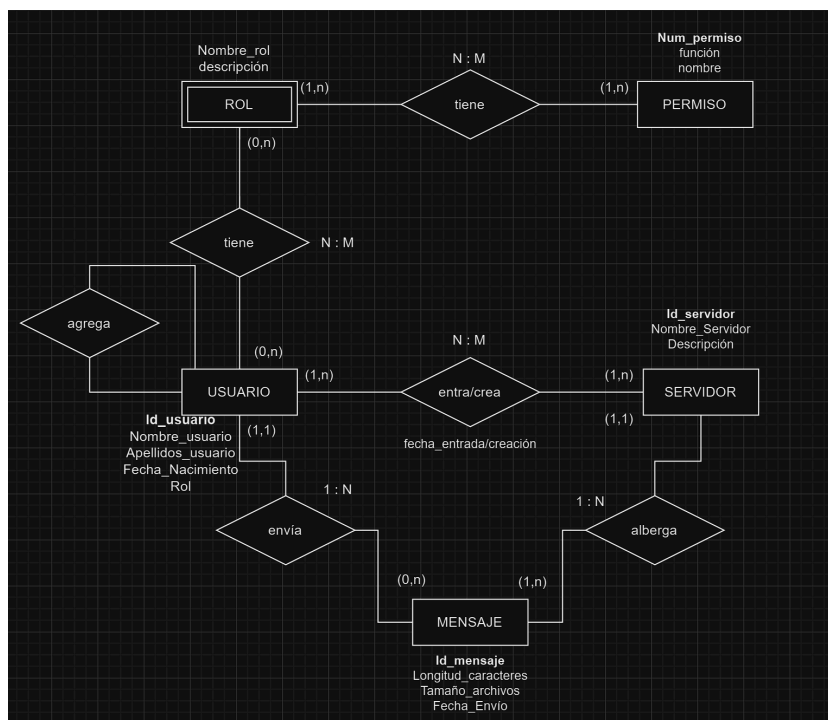 Nombre_rol
descripción
ROL
(1,n)
N : M
tiene
(1,n)
Num_permiso
función
nombre
PERMISO
(0,n)
tiene
N : M
agrega
(0,n)
USUARIO
(1,n)
N : M
entra/crea
fecha_entrada/creación
(1,n)
Id_servidor
Nombre_Servidor
Descripción
SERVIDOR
(1,1)
Id_usuario
Nombre_usuario
Apellidos_usuario
Fecha_Nacimiento
Rol
(1,1)
1 : N
envía
(0,n)
1 : N
alberga
(1,n)
MENSAJE
Id_mensaje
Longitud_caracteres
Tamaño_archivos
Fecha_Envío